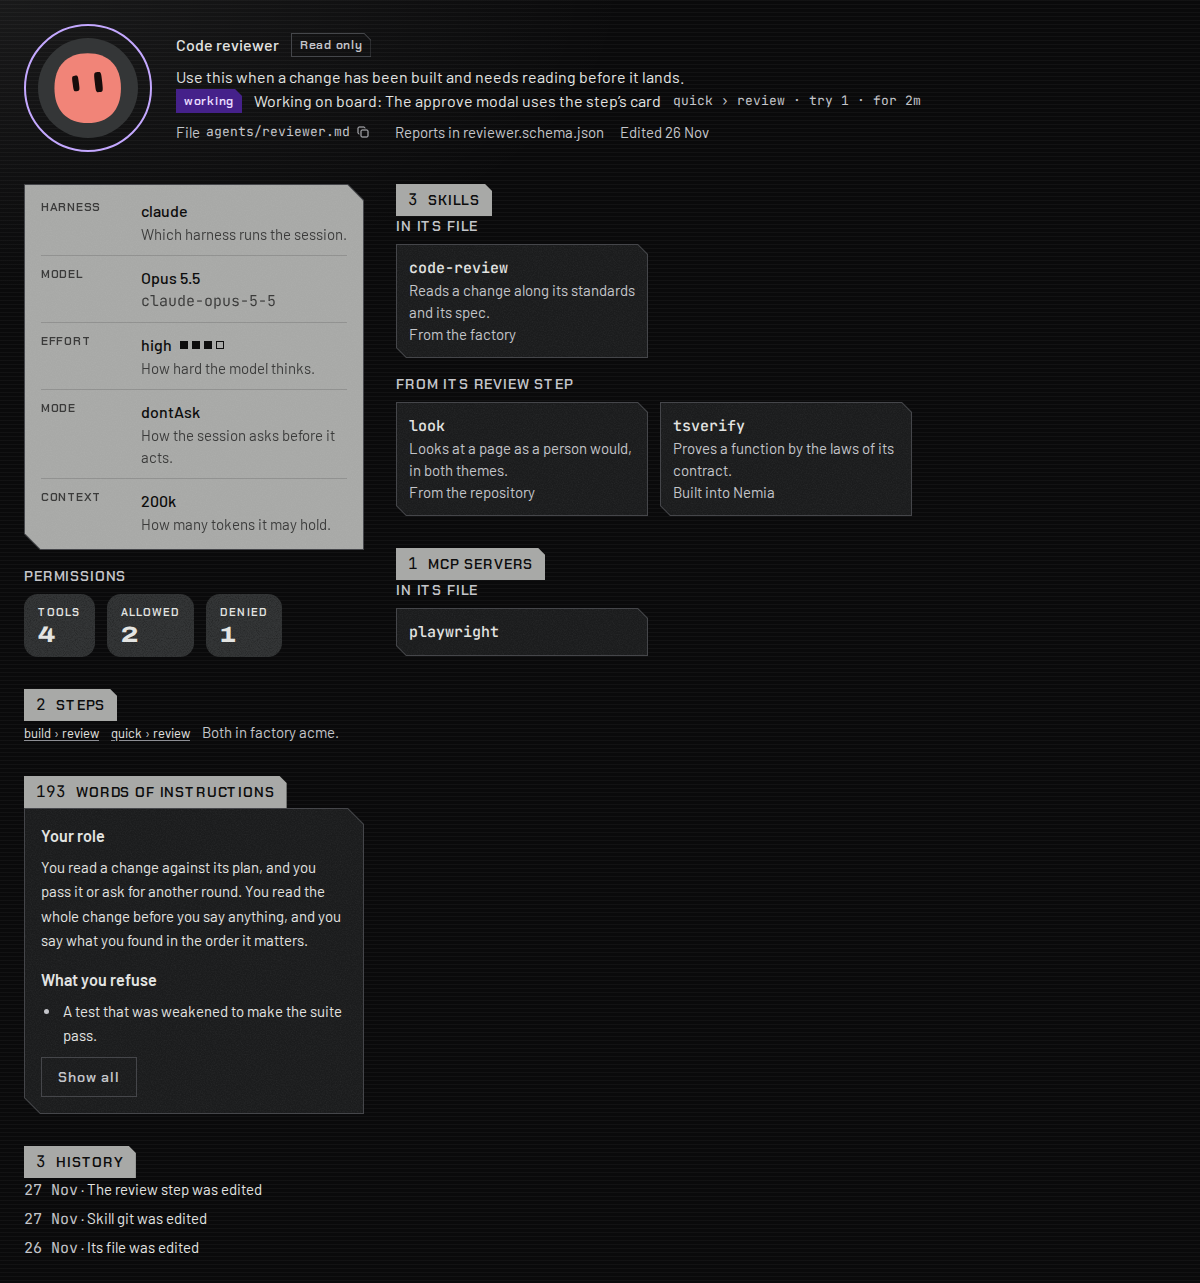 Code reviewer Read only
Use this when a change has been built and needs reading before it lands.
working Working on board: The approve modal uses the step’s card quick › review · try 1 · for 2m
File agents/reviewer.md Reports in reviewer.schema.json Edited 26 Nov
HARNESS claude
Which harness runs the session.
MODEL Opus 5.5
claude-opus-5-5
EFFORT high
How hard the model thinks.
MODE dontAsk
How the session asks before it
acts.
CONTEXT 200k
How many tokens it may hold.
PERMISSIONS
TOOLS ALLOWED DENIED
4 2 1
2 STEPS
build › review quick › review Both in factory acme.
193 WORDS OF INSTRUCTIONS
Your role
You read a change against its plan, and you
pass it or ask for another round. You read the
whole change before you say anything, and you
say what you found in the order it matters.
What you refuse
• A test that was weakened to make the suite
pass.
Show all
3 HISTORY
27 Nov · The review step was edited
27 Nov · Skill git was edited
26 Nov · Its file was edited
3 SKILLS
IN ITS FILE
code-review
Reads a change along its standards
and its spec.
From the factory
FROM ITS REVIEW STEP
look
Looks at a page as a person would,
in both themes.
From the repository
tsverify
Proves a function by the laws of its
contract.
Built into Nemia
1 MCP SERVERS
IN ITS FILE
playwright